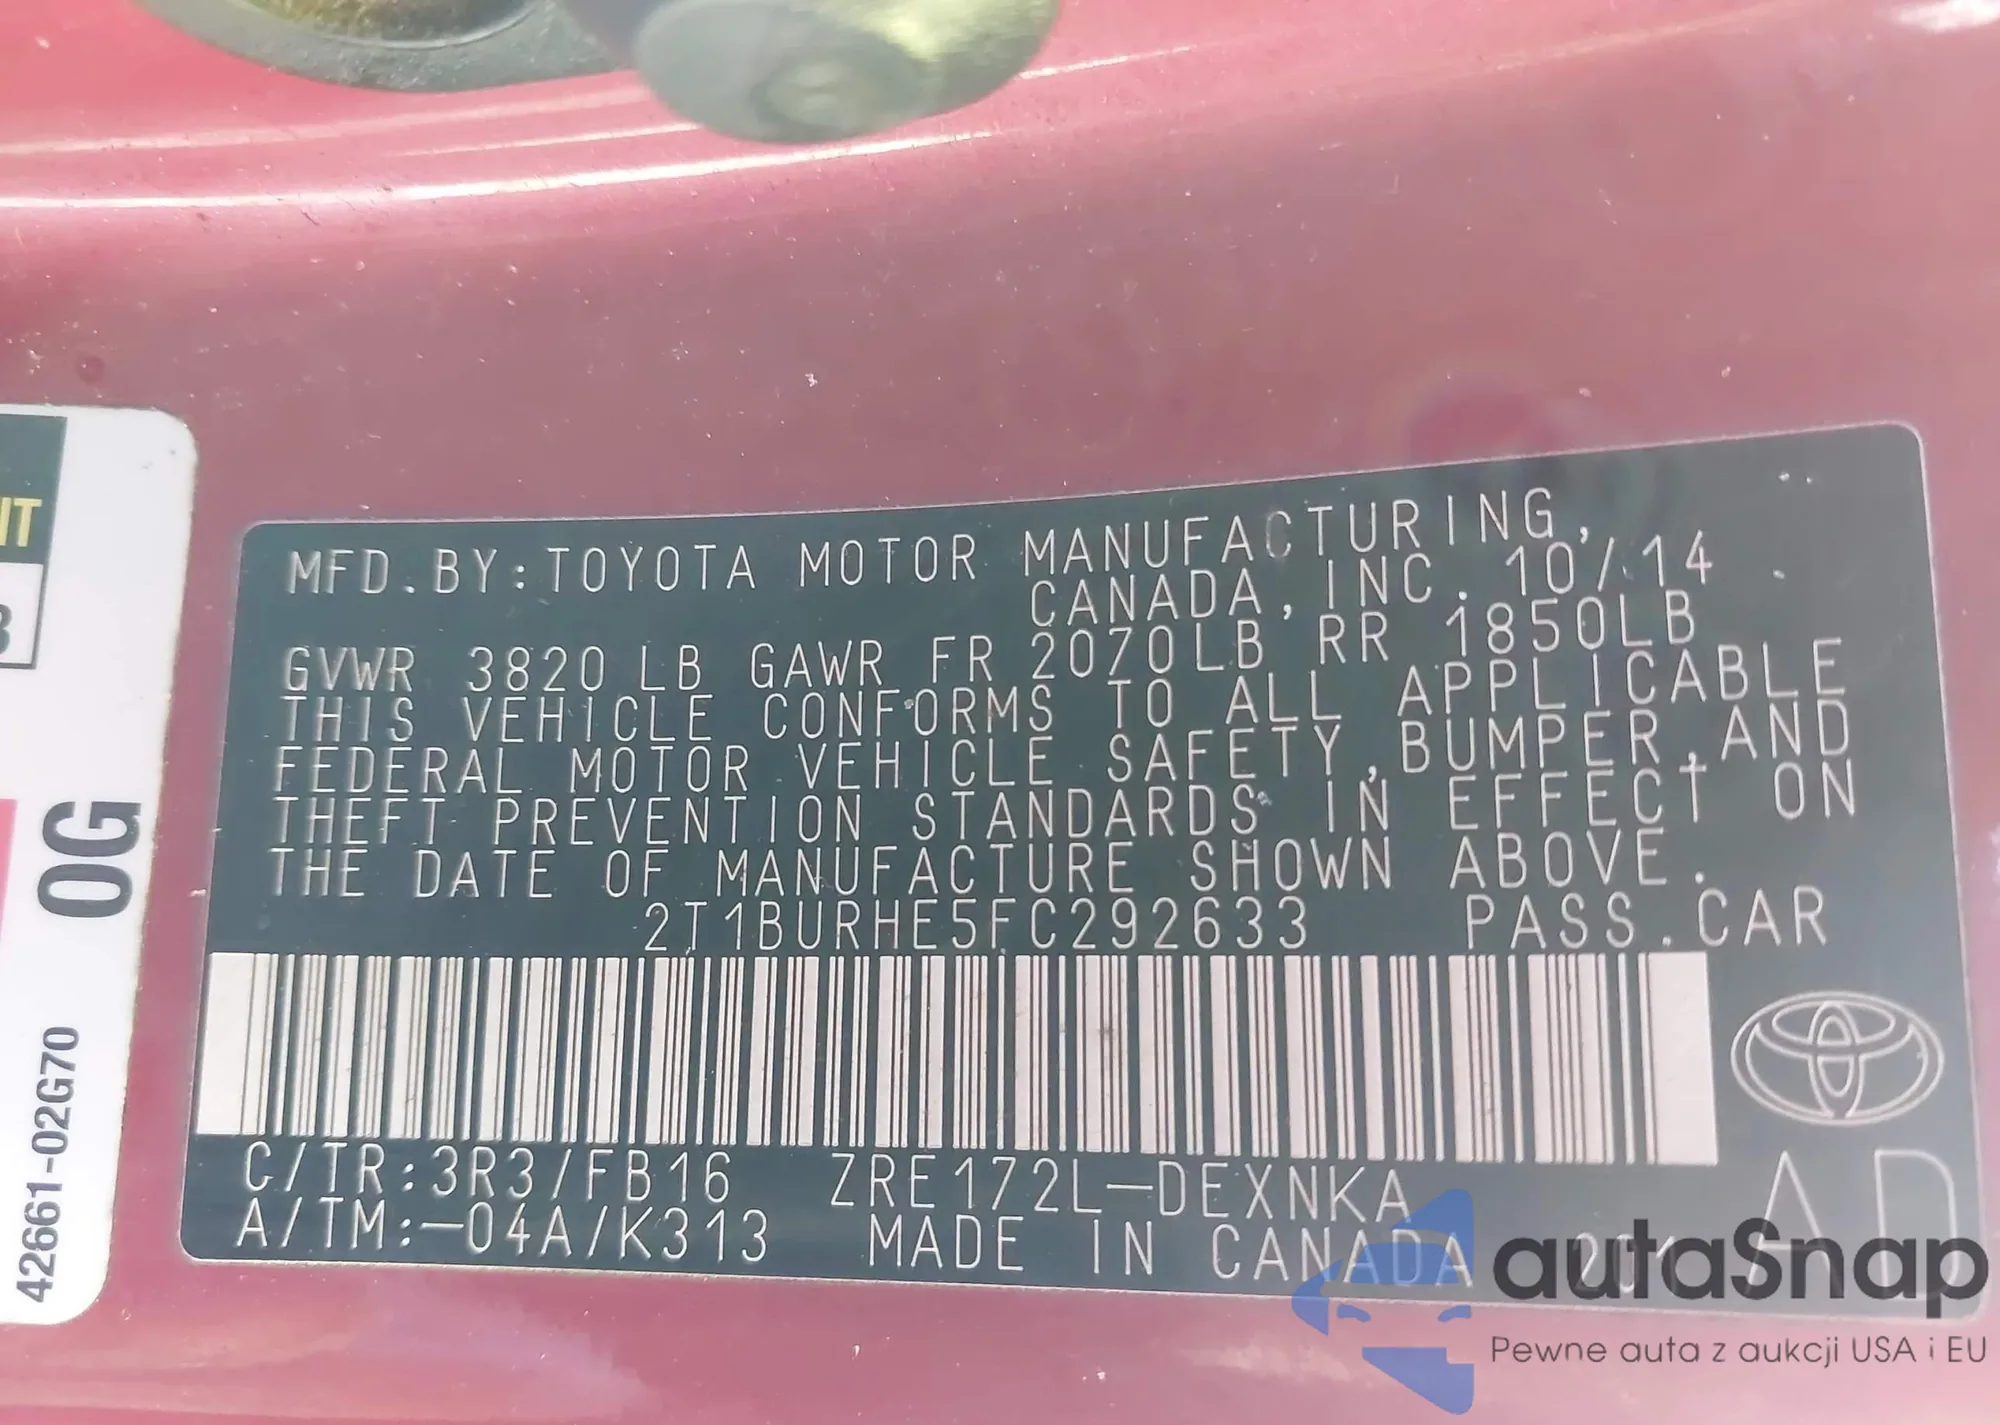 MFD.BY:TOYOTA MOTOR MANUFACTURING,
CANADA,INC. 10/14
GVWR 3820 LB GAWR FR 2070LB RR 1850LB
THIS VEHICLE CONFORMS TO ALL APPLICABLE
FEDERAL MOTOR VEHICLE SAFETY,BUMPER,AND
THEFT PREVENTION STANDARDS IN EFFECT ON
THE DATE OF MANUFACTURE SHOWN ABOVE.
2T1BURHE5FC292633 PASS.CAR
C/TR:3R3/FB16 ZRE172L-DEXNKA
A/TM:-04A/K313 MADE IN CANADA
AD
0G
42661-02G70
autaSnap
Pewne auta z aukcji USA i EU